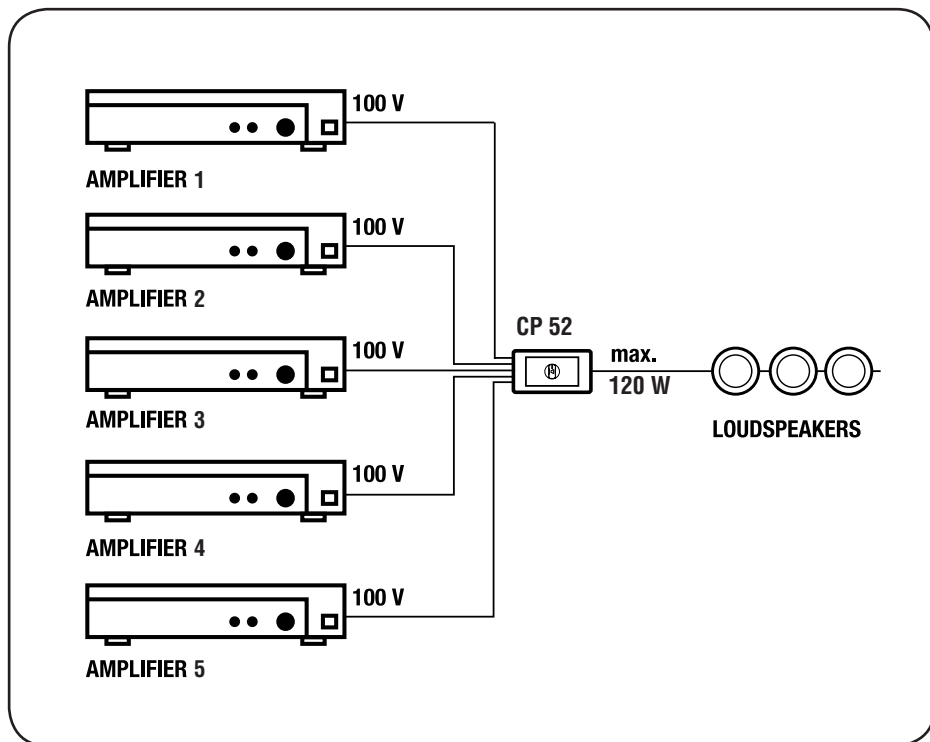 100 V
AMPLIFIER 1
100 V
AMPLIFIER 2
100 V
AMPLIFIER 3
100 V
AMPLIFIER 4
100 V
AMPLIFIER 5
CP 52
max.
120 W
LOUDSPEAKERS